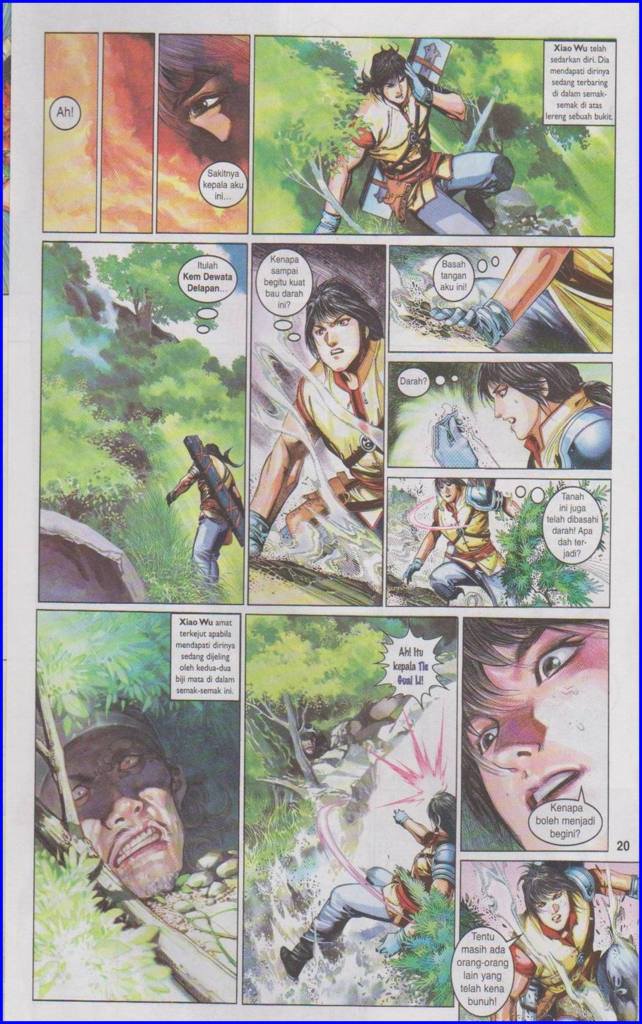 Ah!
Sakitnya
kepala aku
ini...
Xiao Wu telah
sedarkan diri. Dia
mendapati dirinya
sedang terbaring
di dalam semak-
semak di atas
lereng sebuah bukit.
Itulah
Kem Dewata
Delapan...
Kenapa
sampai
begitu kuat
bau darah
ini?
Basah
tangan
aku ini!
Darah?
Tanah
ini juga
telah dibasahi
darah! Apa
dah ter-
jadi?
Xiao Wu amat
terkejut apabila
mendapati dirinya
sedang dijeling
oleh kedua-dua
biji mata di dalam
semak-semak ini.
Ah! Itu
kepala Tie
Guai Li!
Kenapa
boleh menjadi
begini?
20
Tentu
masih ada
orang-orang
lain yang
telah kena
bunuh!